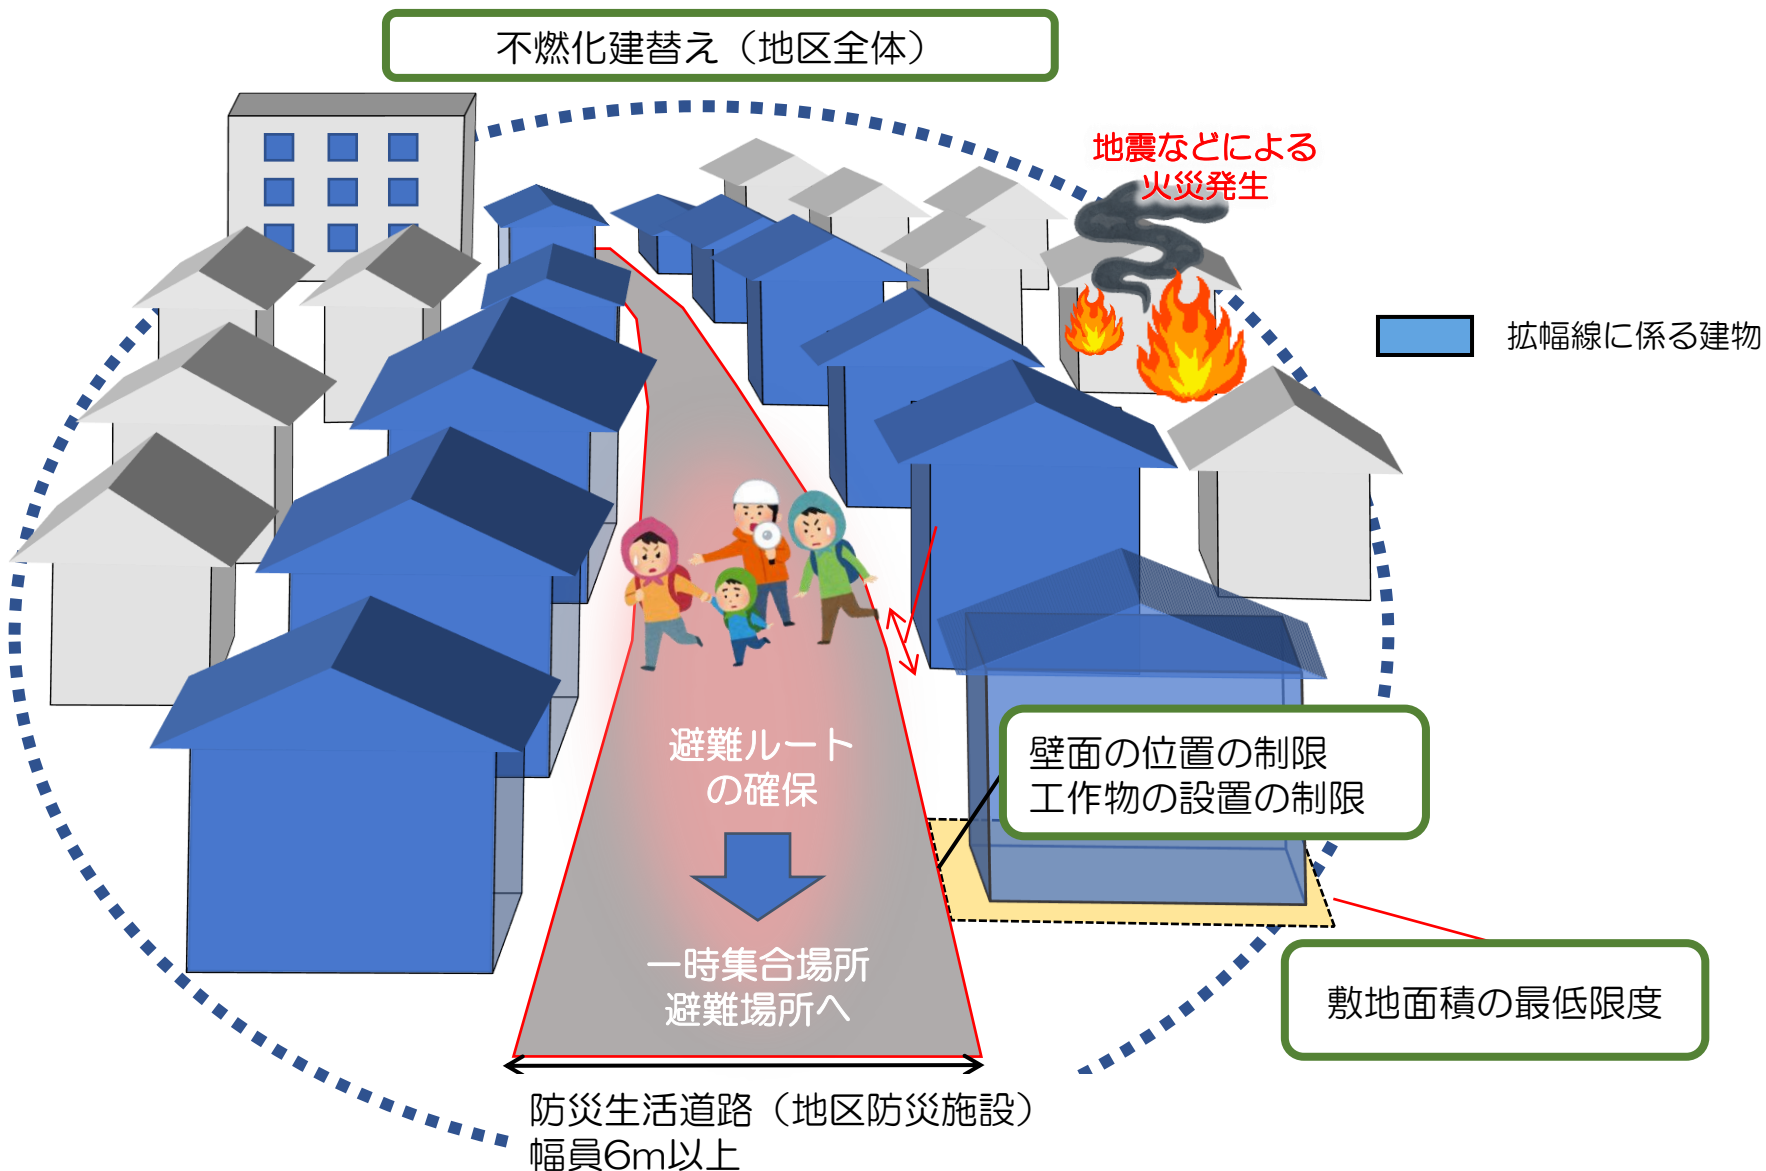 不燃化建替え（地区全体）
地震などによる
火災発生
拡幅線に係る建物
避難ルート
の確保
壁面の位置の制限
工作物の設置の制限
一時集合場所
避難場所へ
敷地面積の最低限度
防災生活道路（地区防災施設）
幅員6m以上